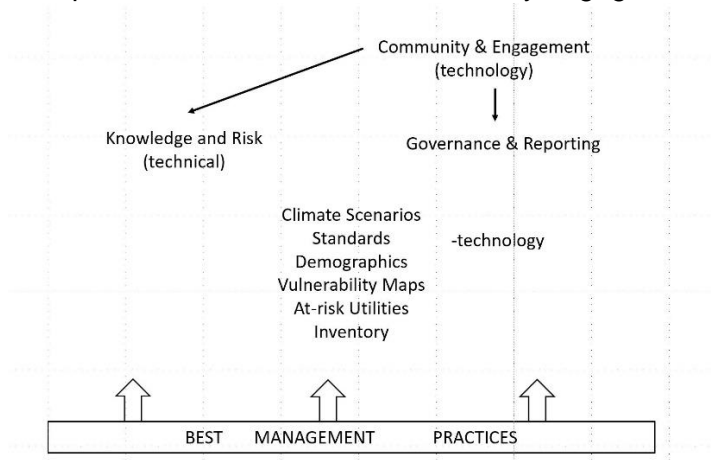 Community & Engagement
(technology)
Knowledge and Risk
(technical)
Governance & Reporting
Climate Scenarios
Standards
-technology
Demographics
Vulnerability Maps
At-risk Utilities
Inventory
BEST MANAGEMENT PRACTICES